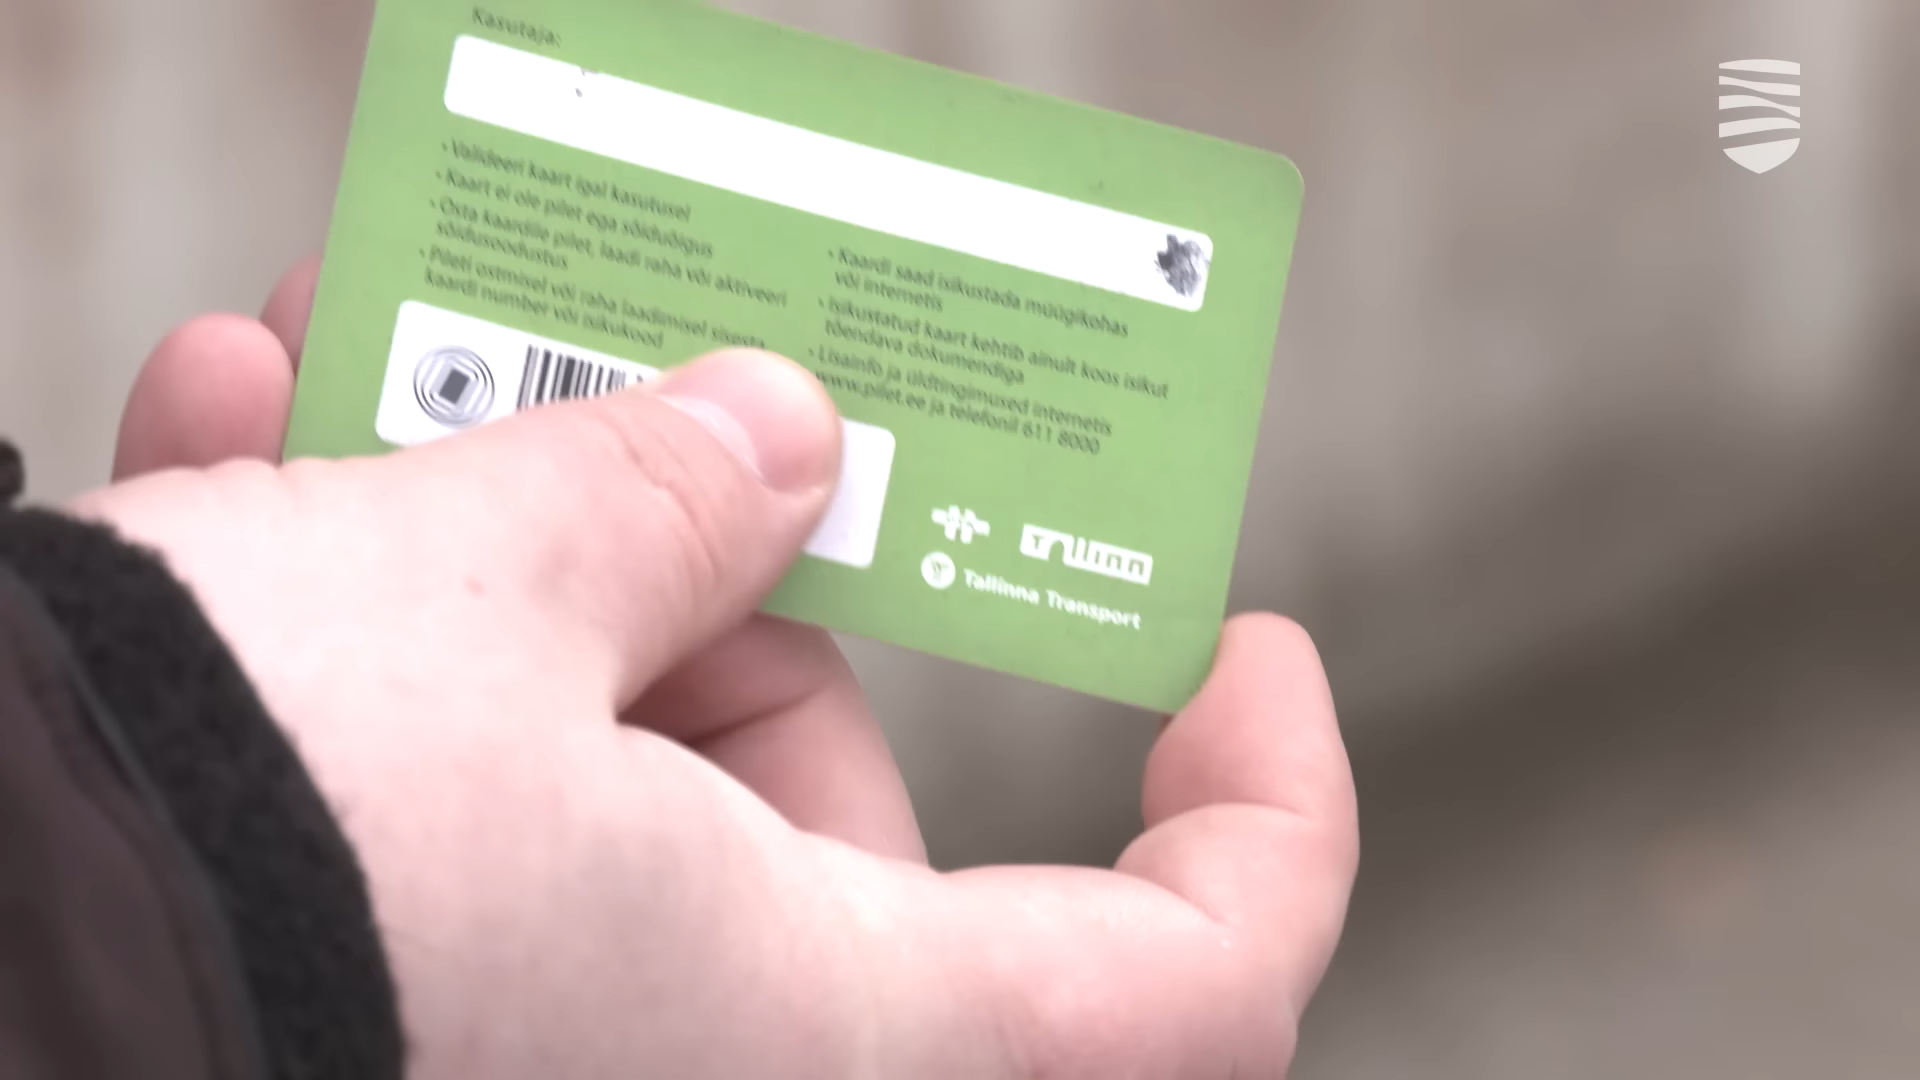 Kasutaja:
• Valideeri kaart igal kasutusel
• Kaart ei ole pilet ega sõiduõigus
• Osta kaardile pilet, laadi raha või aktiveeri
sõidusoodustus
• Pileti ostmisel või raha laadimisel sisesta
kaardi number või isikukood
• Kaardi saad isikustada müügikohas
või internetis
• Isikustatud kaart kehtib ainult koos isikut
tõendava dokumendiga
• Lisainfo ja üldtingimused internetis
www.pilet.ee ja telefonil 611 8000
Tallinn
Tallinna Transport